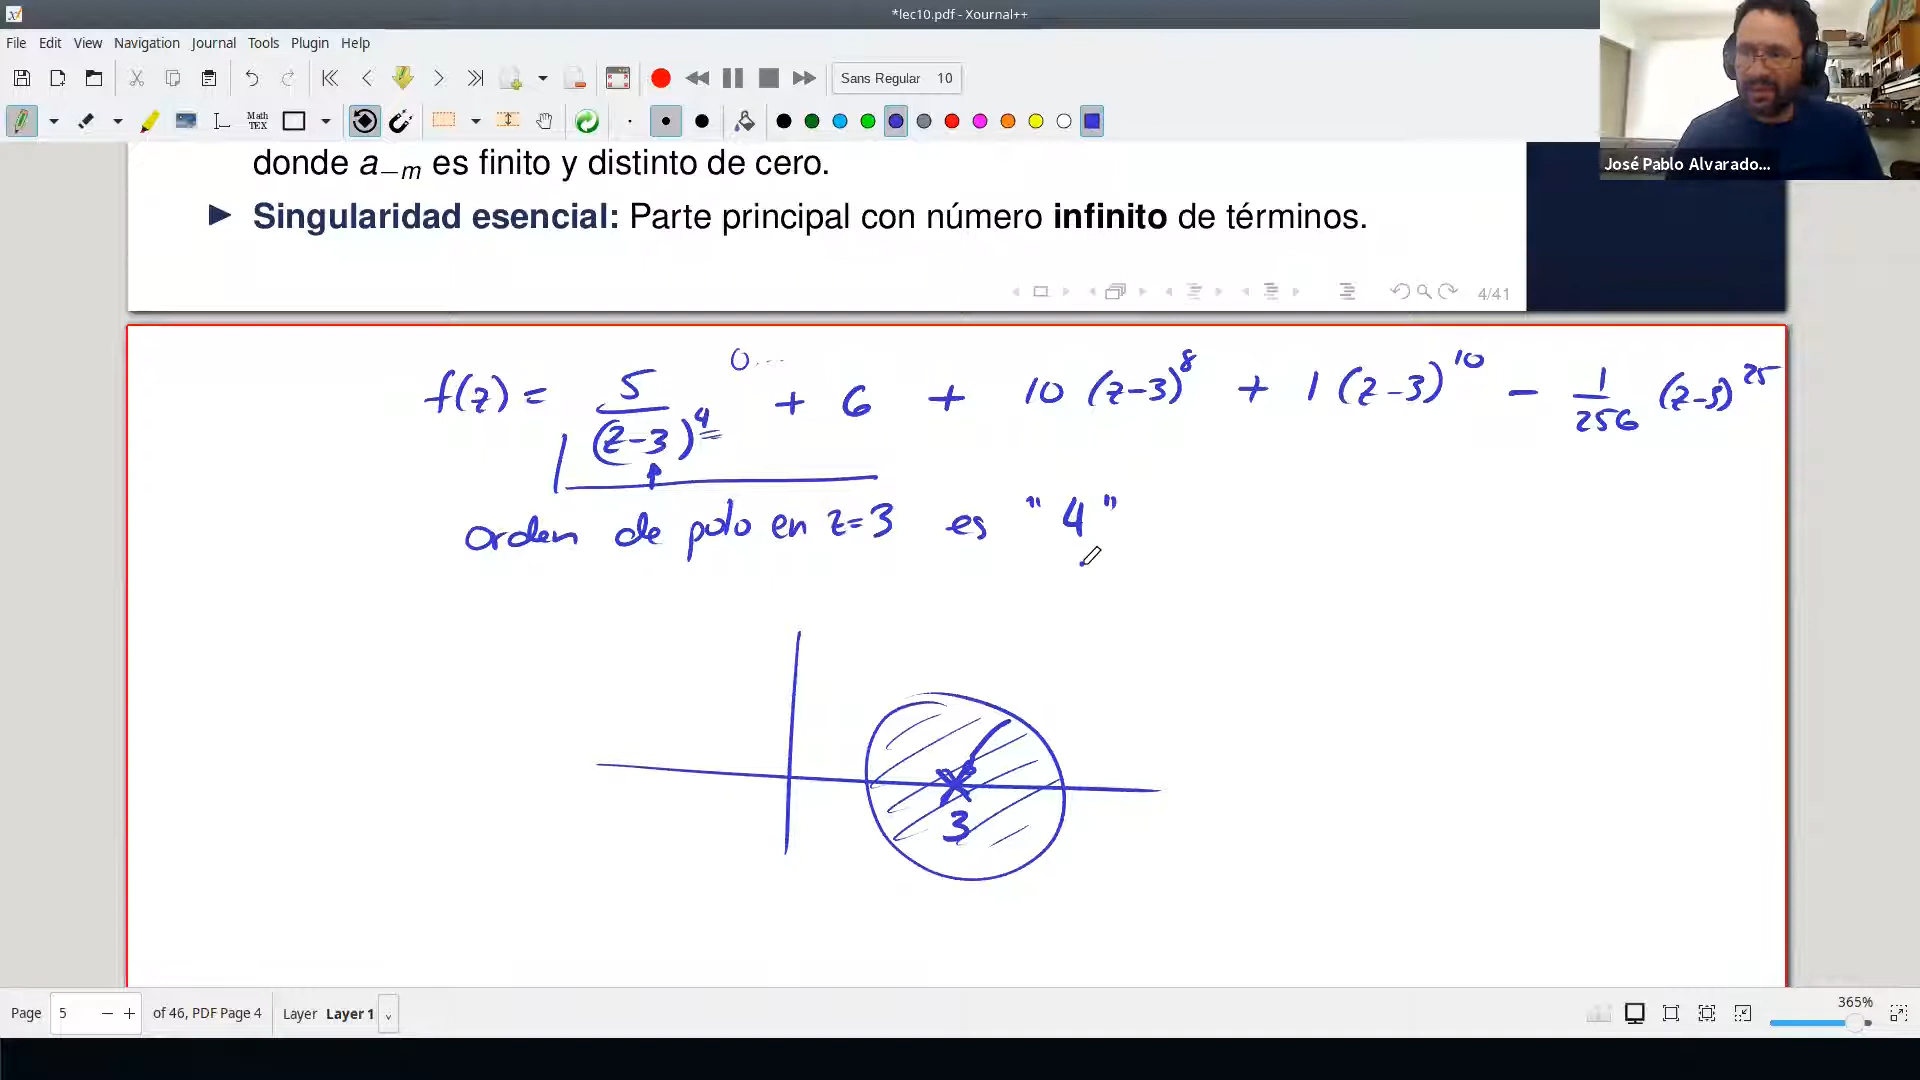 *lec10.pdf - Xournal++
File Edit View Navigation Journal Tools Plugin Help
Sans Regular 10
Math TEX
José Pablo Alvarado...
donde a₋ₘ es finito y distinto de cero.
► Singularidad esencial: Parte principal con número infinito de términos.
4/41
0...
f(z) = 5/(z-3)^4 + 6 + 10 (z-3)^8 + 1 (z-3)^10 - 1/256 (z-3)^25
orden de polo en z=3 es "4"
3
Page 5 of 46, PDF Page 4 Layer Layer 1 365%